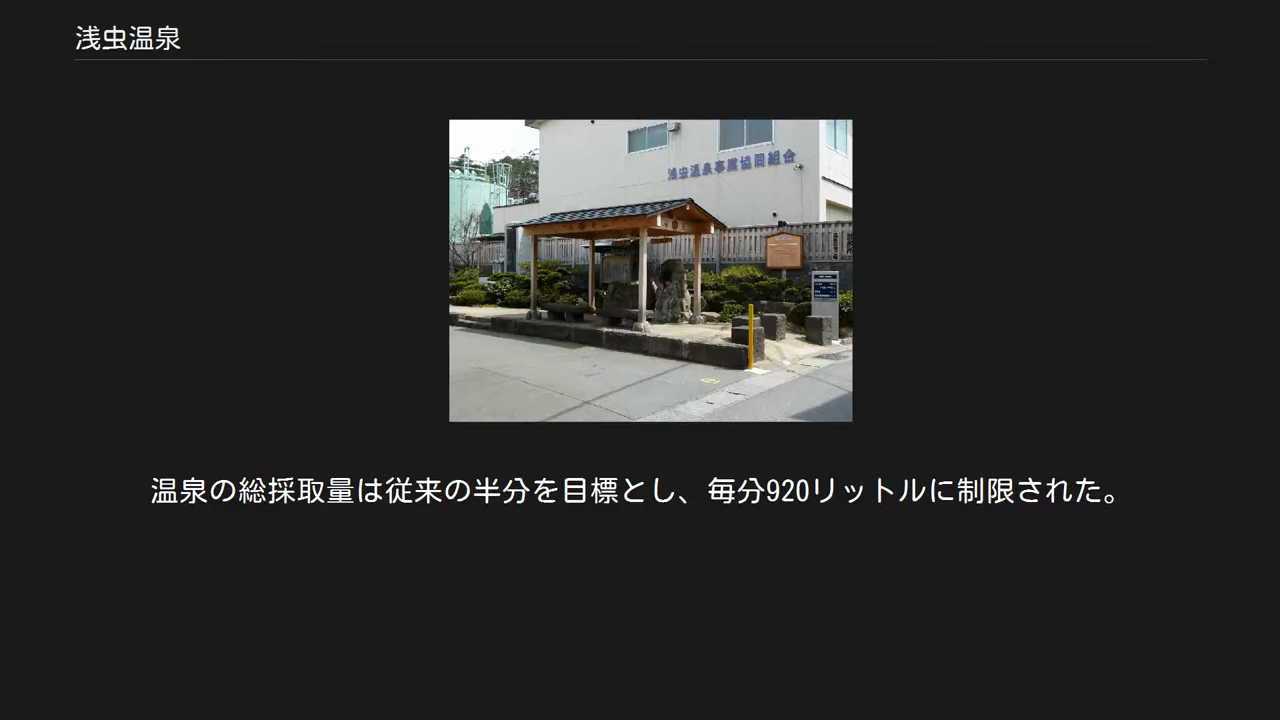 浅虫温泉
浅虫温泉事業協同組合
温泉の総採取量は従来の半分を目標とし、毎分920リットルに制限された。